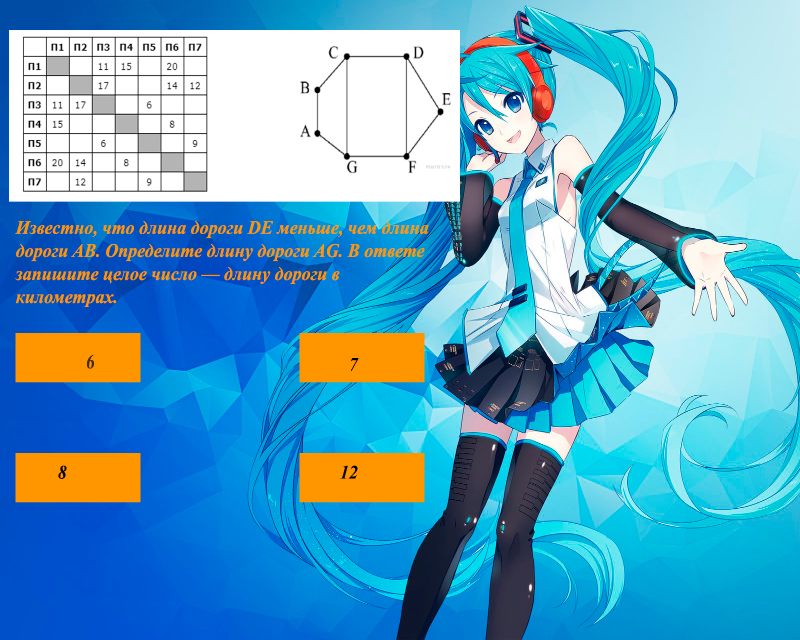 П1 П2 П3 П4 П5 П6 П7
П1 11 15 20
П2 17 14 12
П3 11 17 6
П4 15 8
П5 6 9
П6 20 14 8
П7 12 9
C D
B E
A
G F
Известно, что длина дороги DE меньше, чем длина
дороги AB. Определите длину дороги AG. В ответе
запишите целое число — длину дороги в
километрах.
6 7
8 12